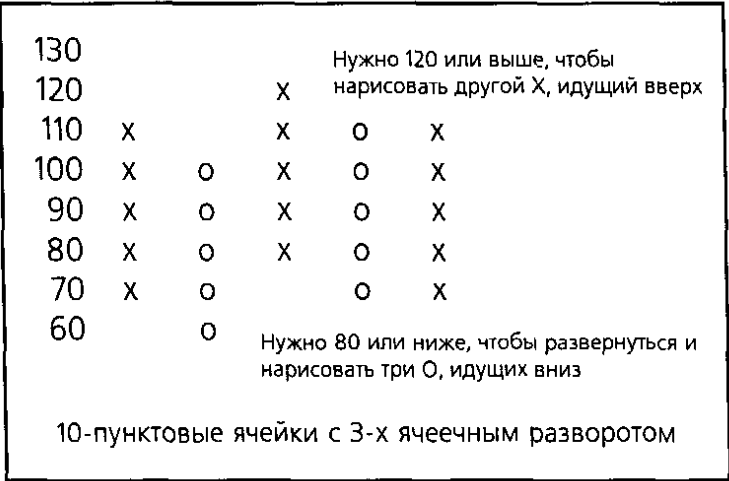 130
Нужно 120 или выше, чтобы
120 X нарисовать другой X, идущий вверх
110 X X O X
100 X O X O X
90 X O X O X
80 X O X O X
70 X O O X
60 O
Нужно 80 или ниже, чтобы развернуться и
нарисовать три О, идущих вниз
10-пунктовые ячейки с 3-х ячеечным разворотом